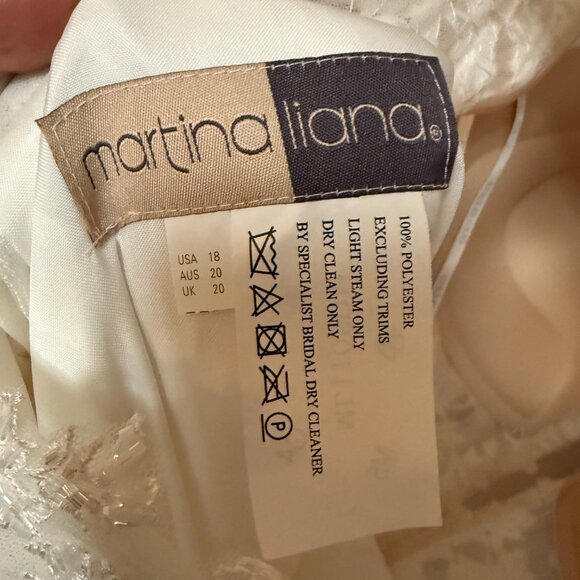 martina liana®
USA 18
AUS 20
UK 20
100% POLYESTER
EXCLUDING TRIMS
LIGHT STEAM ONLY
DRY CLEAN ONLY
BY SPECIALIST BRIDAL DRY CLEANER
P